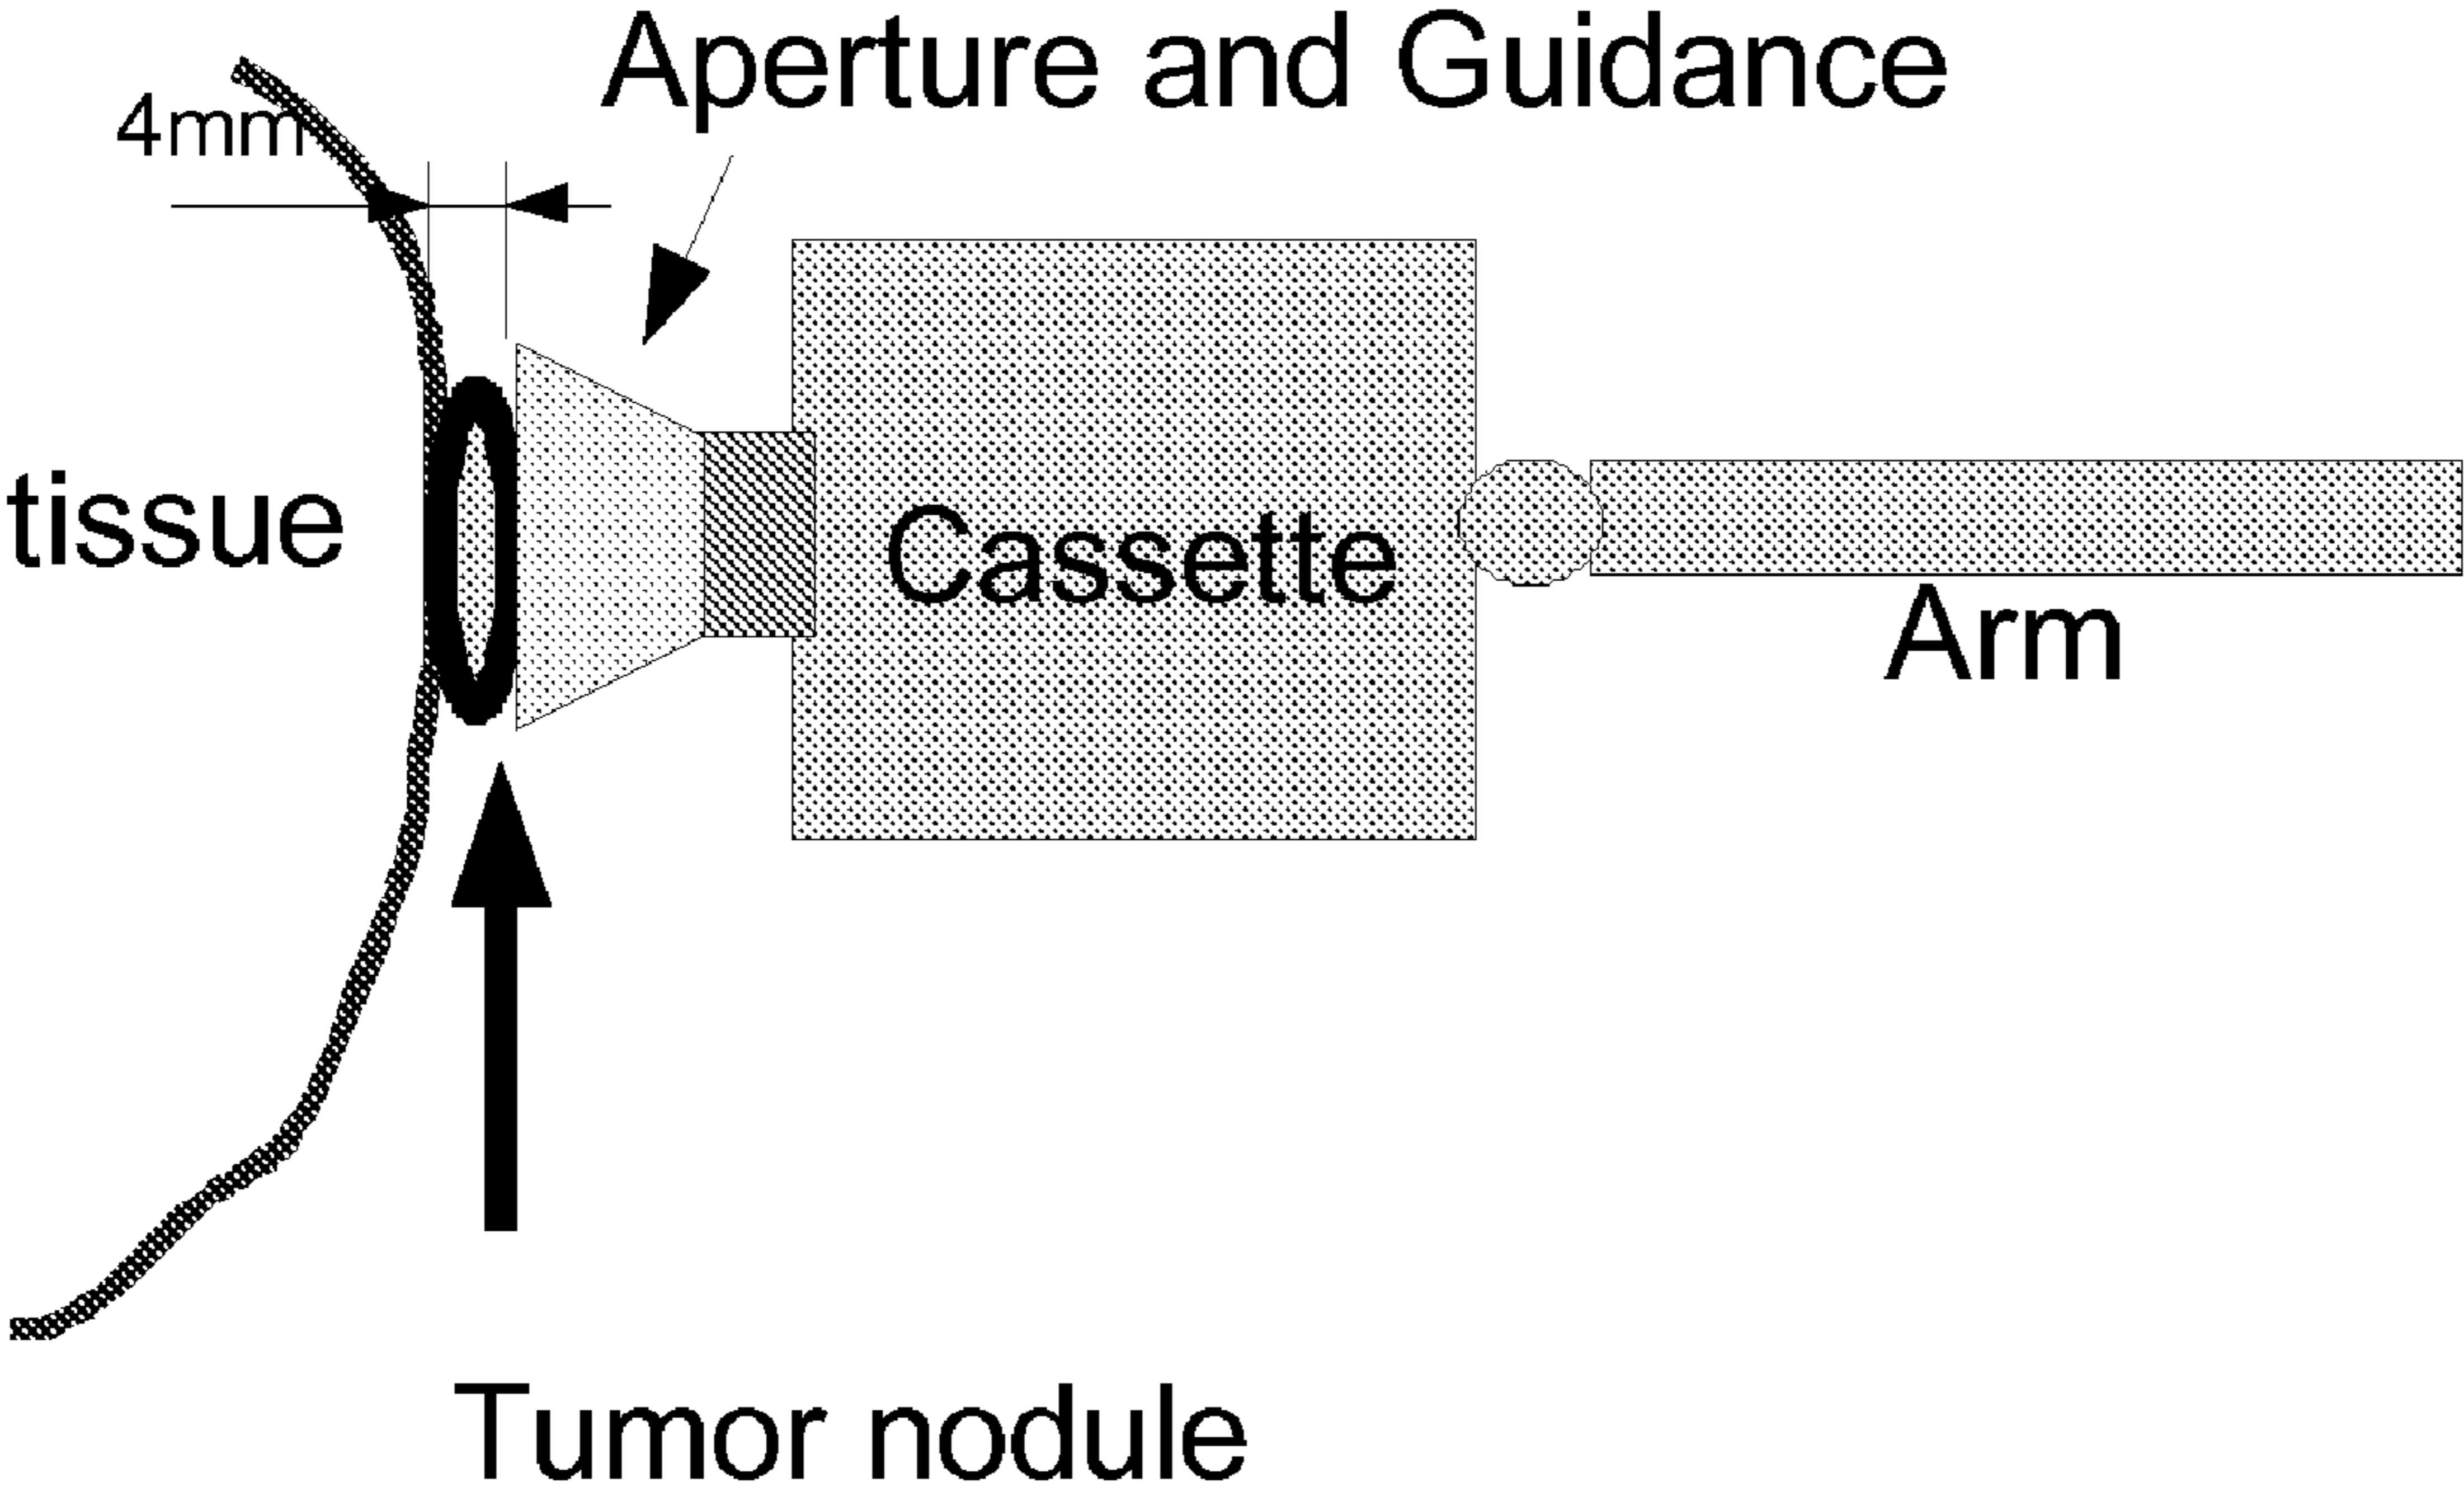 Aperture and Guidance
4mm
tissue
Cassette
Arm
Tumor nodule